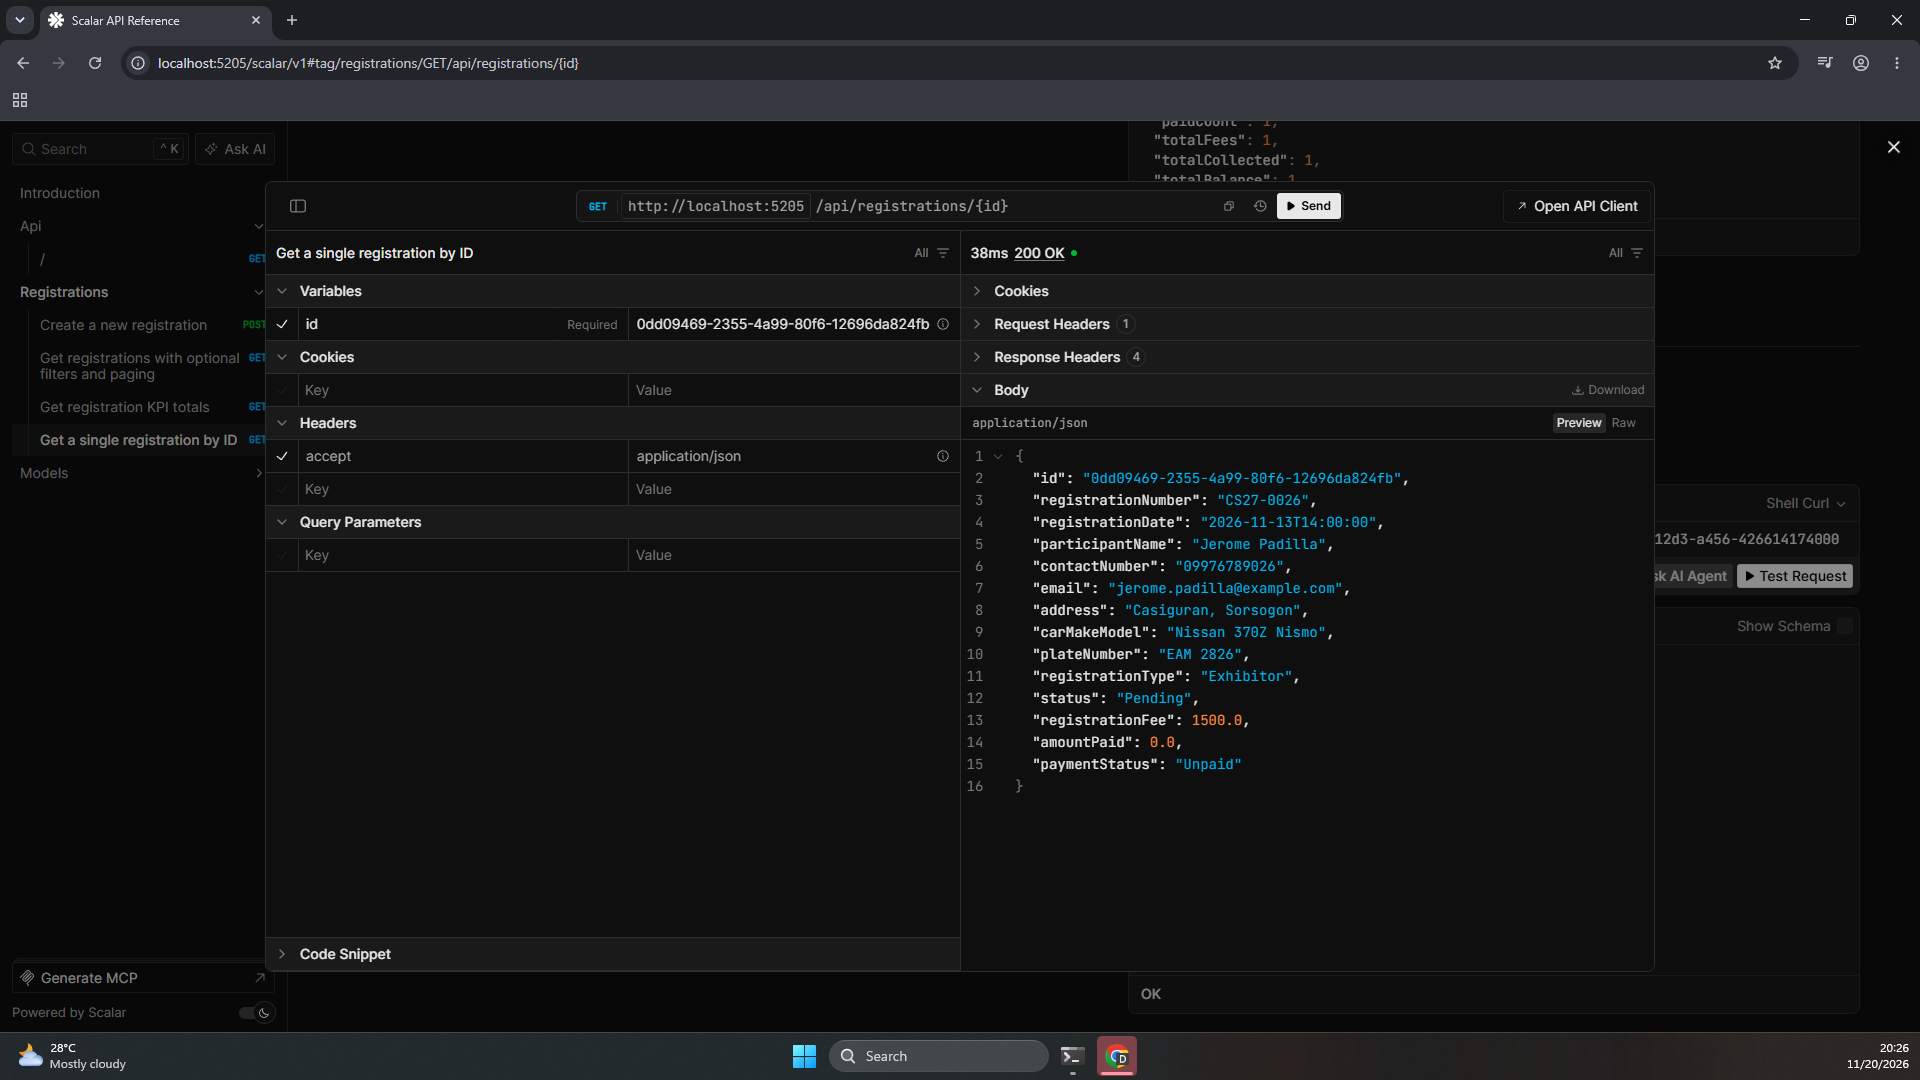 Scalar API Reference
localhost:5205/scalar/v1#tag/registrations/GET/api/registrations/{id}
Search ^ K Ask AI
Introduction
Api
/ GET
Registrations
Create a new registration POST
Get registrations with optional filters and paging GET
Get registration KPI totals GET
Get a single registration by ID GET
Models
Generate MCP
Powered by Scalar
"paidCount": 1,
"totalFees": 1,
"totalCollected": 1,
"totalBalance": 1
GET http://localhost:5205 /api/registrations/{id} Send
Open API Client
Get a single registration by ID All
Variables
id Required 0dd09469-2355-4a99-80f6-12696da824fb
Cookies
Key Value
Headers
accept application/json
Key Value
Query Parameters
Key Value
Code Snippet
38ms 200 OK All
Cookies
Request Headers 1
Response Headers 4
Body Download
application/json Preview Raw
1 {
2 "id": "0dd09469-2355-4a99-80f6-12696da824fb",
3 "registrationNumber": "CS27-0026",
4 "registrationDate": "2026-11-13T14:00:00",
5 "participantName": "Jerome Padilla",
6 "contactNumber": "09976789026",
7 "email": "jerome.padilla@example.com",
8 "address": "Casiguran, Sorsogon",
9 "carMakeModel": "Nissan 370Z Nismo",
10 "plateNumber": "EAM 2826",
11 "registrationType": "Exhibitor",
12 "status": "Pending",
13 "registrationFee": 1500.0,
14 "amountPaid": 0.0,
15 "paymentStatus": "Unpaid"
16 }
Shell Curl
12d3-a456-426614174000
sk AI Agent Test Request
Show Schema
OK
28°C
Mostly cloudy
Search
20:26
11/20/2026